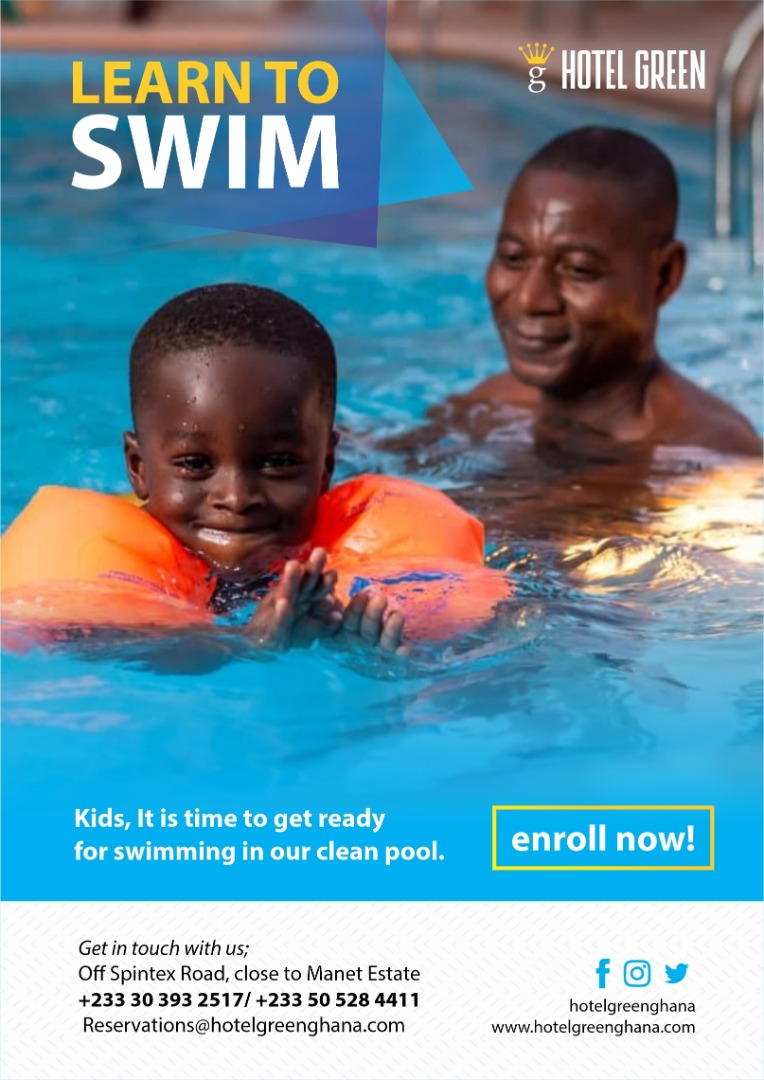 LEARN TO
SWIM
g HOTEL GREEN
Kids, It is time to get ready
for swimming in our clean pool.
enroll now!
Get in touch with us;
Off Spintex Road, close to Manet Estate
+233 30 393 2517/ +233 50 528 4411
Reservations@hotelgreenghana.com
hotelgreenghana
www.hotelgreenghana.com